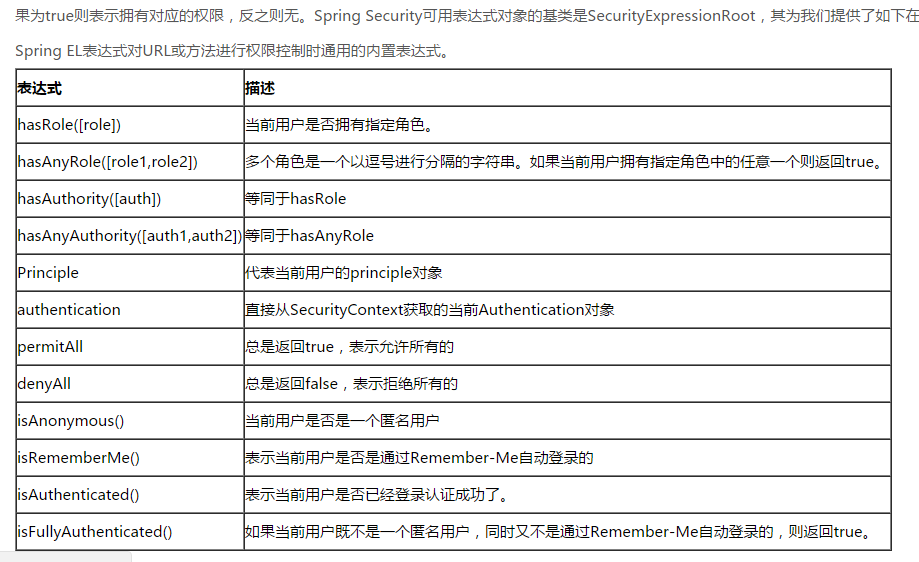 果为true则表示拥有对应的权限，反之则无。Spring Security可用表达式对象的基类是SecurityExpressionRoot，其为我们提供了如下在
Spring EL表达式对URL或方法进行权限控制时通用的内置表达式。
表达式 描述
hasRole([role]) 当前用户是否拥有指定角色。
hasAnyRole([role1,role2]) 多个角色是一个以逗号进行分隔的字符串。如果当前用户拥有指定角色中的任意一个则返回true。
hasAuthority([auth]) 等同于hasRole
hasAnyAuthority([auth1,auth2]) 等同于hasAnyRole
Principle 代表当前用户的principle对象
authentication 直接从SecurityContext获取的当前Authentication对象
permitAll 总是返回true，表示允许所有的
denyAll 总是返回false，表示拒绝所有的
isAnonymous() 当前用户是否是一个匿名用户
isRememberMe() 表示当前用户是否是通过Remember-Me自动登录的
isAuthenticated() 表示当前用户是否已经登录认证成功了。
isFullyAuthenticated() 如果当前用户既不是一个匿名用户，同时又不是通过Remember-Me自动登录的，则返回true。